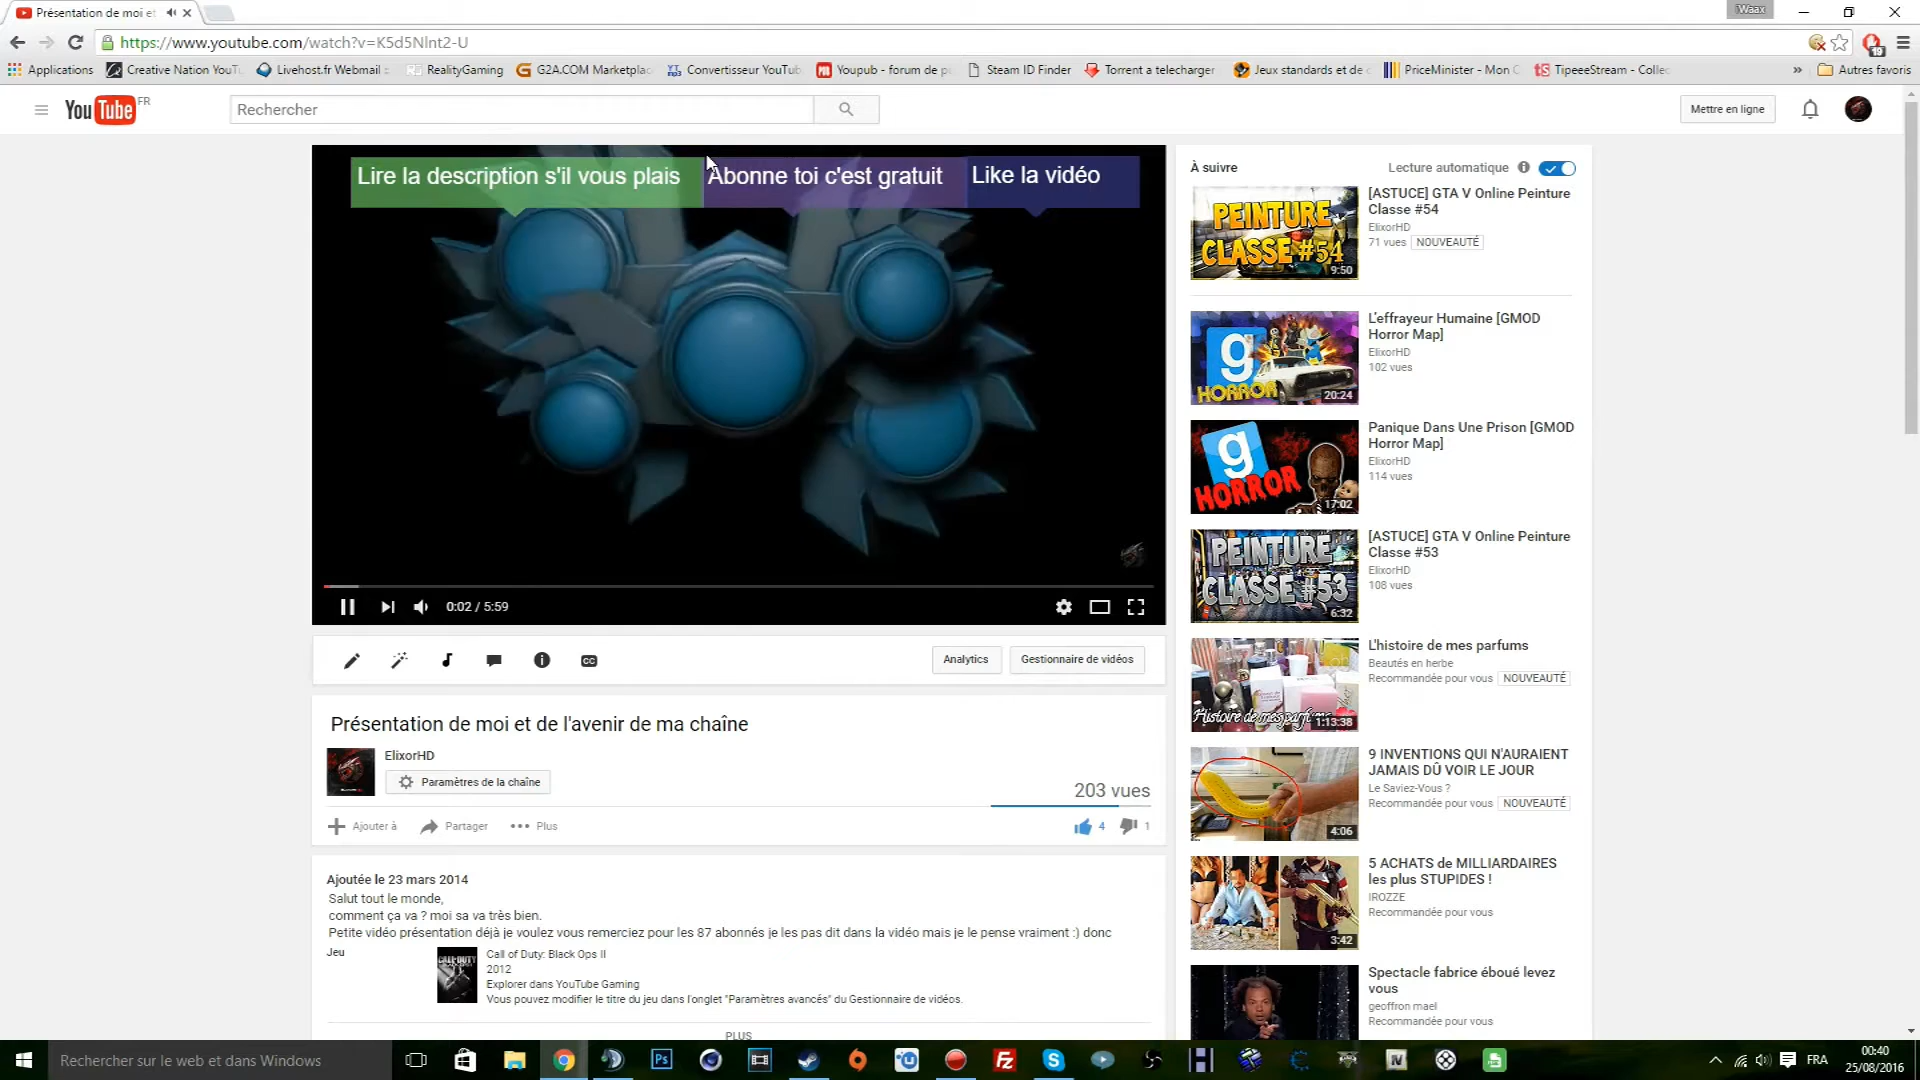 Présentation de moi et
iWaax
https://www.youtube.com/watch?v=K5d5Nlnt2-U
Applications
Creative Nation YouTu
Livehost.fr Webmail :
RealityGaming
G2A.COM Marketplac
Convertisseur YouTub
Youpub - forum de p
Steam ID Finder
Torrent a telecharger
Jeux standards et de c
PriceMinister - Mon C
TipeeeStream - Collec
»
Autres favoris
YouTube FR
Rechercher
Mettre en ligne
Lire la description s'il vous plais
Abonne toi c'est gratuit
Like la vidéo
0:02 / 5:59
Analytics
Gestionnaire de vidéos
Présentation de moi et de l'avenir de ma chaîne
ElixorHD
Paramètres de la chaîne
203 vues
Ajouter à
Partager
Plus
4
1
Ajoutée le 23 mars 2014
Salut tout le monde,
comment ça va ? moi sa va très bien.
Petite vidéo présentation déjà je voulez vous remerciez pour les 87 abonnés je les pas dit dans la vidéo mais je le pense vraiment :) donc
Jeu
CALL OF DUTY
Call of Duty: Black Ops II
2012
Explorer dans YouTube Gaming
Vous pouvez modifier le titre du jeu dans l'onglet "Paramètres avancés" du Gestionnaire de vidéos.
PLUS
À suivre
Lecture automatique
PEINTURE
CLASSE #54
9:50
[ASTUCE] GTA V Online Peinture
Classe #54
ElixorHD
71 vues NOUVEAUTÉ
g
HORROR
20:24
L'effrayeur Humaine [GMOD
Horror Map]
ElixorHD
102 vues
g
HORROR
17:02
Panique Dans Une Prison [GMOD
Horror Map]
ElixorHD
114 vues
PEINTURE
CLASSE #53
6:32
[ASTUCE] GTA V Online Peinture
Classe #53
ElixorHD
108 vues
Histoire de mes parfums
1:13:38
L'histoire de mes parfums
Beautés en herbe
Recommandée pour vous NOUVEAUTÉ
4:06
9 INVENTIONS QUI N'AURAIENT
JAMAIS DÛ VOIR LE JOUR
Le Saviez-Vous ?
Recommandée pour vous NOUVEAUTÉ
3:42
5 ACHATS de MILLIARDAIRES
les plus STUPIDES !
IROZZE
Recommandée pour vous
Spectacle fabrice éboué levez
vous
geoffron mael
Recommandée pour vous
Rechercher sur le web et dans Windows
Ps
FZ
FRA
00:40
25/08/2016